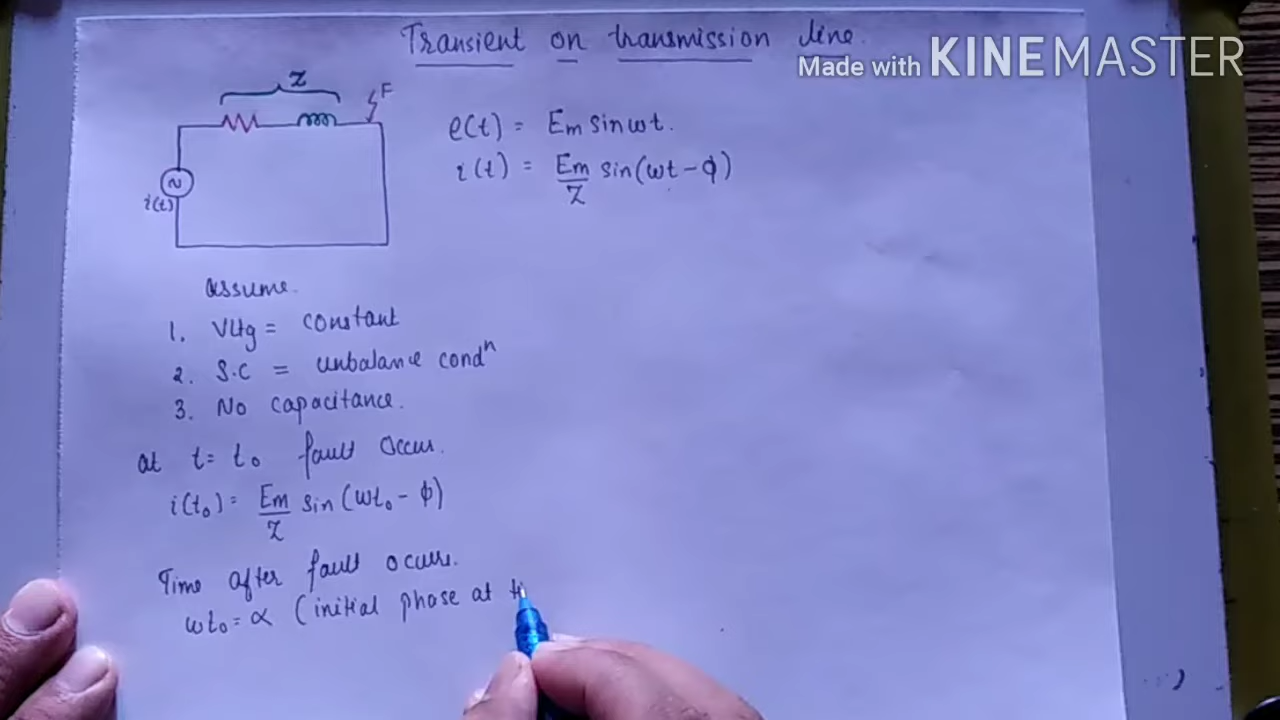 Transient on transmission line.
Made with KINEMASTER
Z
F
e(t) = Em sinωt.
i(t) = Em/Z sin(ωt-φ)
i(t)
assume.
1. Vltg = constant
2. S.C = unbalance condⁿ
3. No capacitance.
at t= t₀ fault occur.
i(t₀)= Em/Z sin(ωt₀-φ)
Time after fault occurs.
ωt₀=α (initial phase at